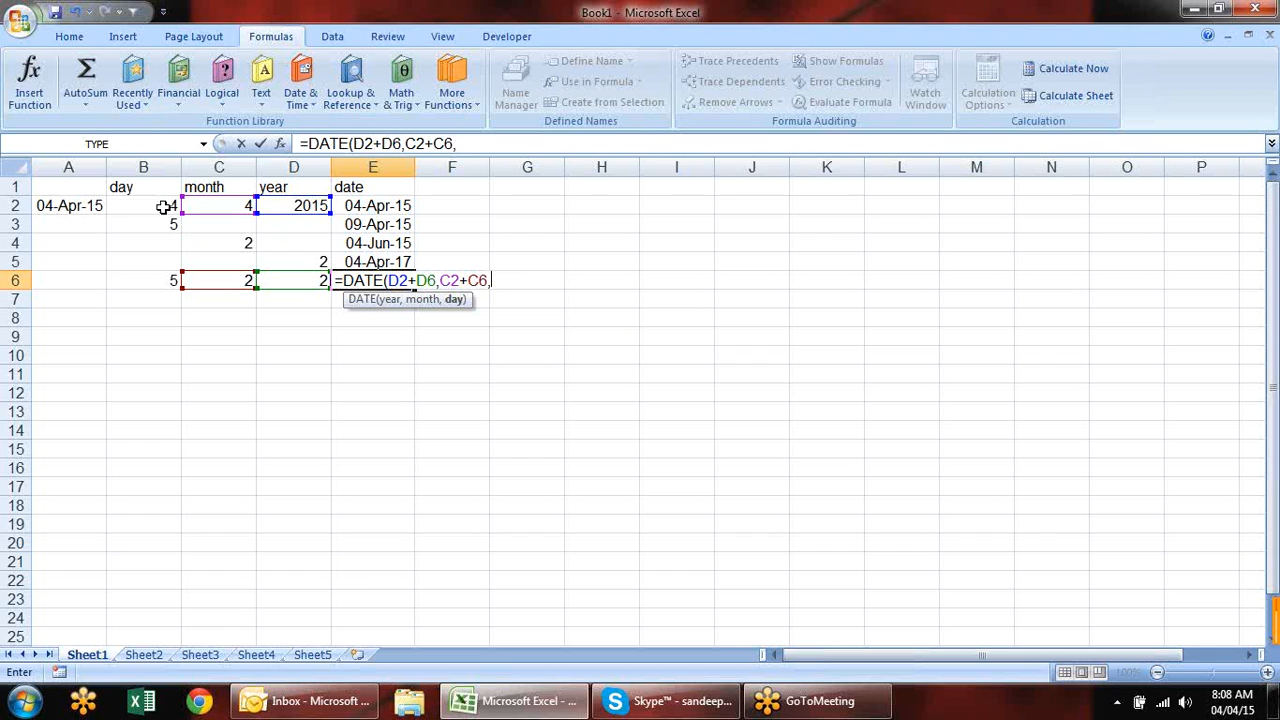 Book1 - Microsoft Excel
Home Insert Page Layout Formulas Data Review View Developer
fx Σ ? A θ
Insert Function
AutoSum
Recently Used
Financial
Logical
Text
Date & Time
Lookup & Reference
Math & Trig
More Functions
Function Library
Name Manager
Define Name
Use in Formula
Create from Selection
Defined Names
Trace Precedents
Trace Dependents
Remove Arrows
Show Formulas
Error Checking
Evaluate Formula
Formula Auditing
Watch Window
Calculation Options
Calculate Now
Calculate Sheet
Calculation
TYPE fx =DATE(D2+D6,C2+C6,
A B C D E F G H I J K L M N O P
1 day month year date
2 04-Apr-15 4 4 2015 04-Apr-15
3 5 09-Apr-15
4 2 04-Jun-15
5 2 04-Apr-17
6 5 2 2 =DATE(D2+D6,C2+C6,
7 DATE(year, month, day)
8
9
10
11
12
13
14
15
16
17
18
19
20
21
22
23
24
25
Sheet1 Sheet2 Sheet3 Sheet4 Sheet5
Enter 100%
Inbox - Microsoft ... Microsoft Excel - ... Skype™ - sandeep... GoToMeeting 8:08 AM
04/04/15